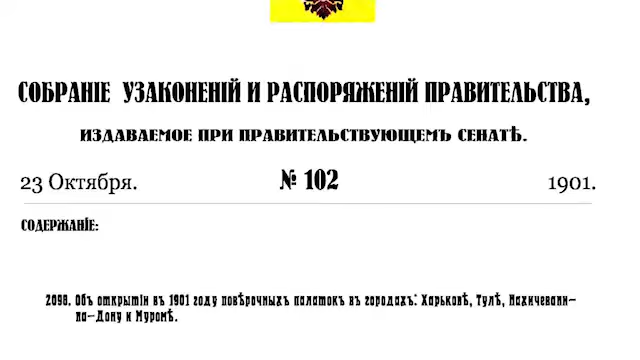 СОБРАНІЕ УЗАКОНЕНІЙ И РАСПОРЯЖЕНІЙ ПРАВИТЕЛЬСТВА,
ИЗДАВАЕМОЕ ПРИ ПРАВИТЕЛЬСТВУЮЩЕМЪ СЕНАТѢ.
23 Октября. № 102 1901.
СОДЕРЖАНІЕ:
2098. Объ открытіи въ 1901 году повѣрочныхъ палатокъ въ городахъ: Харьковѣ, Тулѣ, Нахичевани-
на-Дону и Муромѣ.